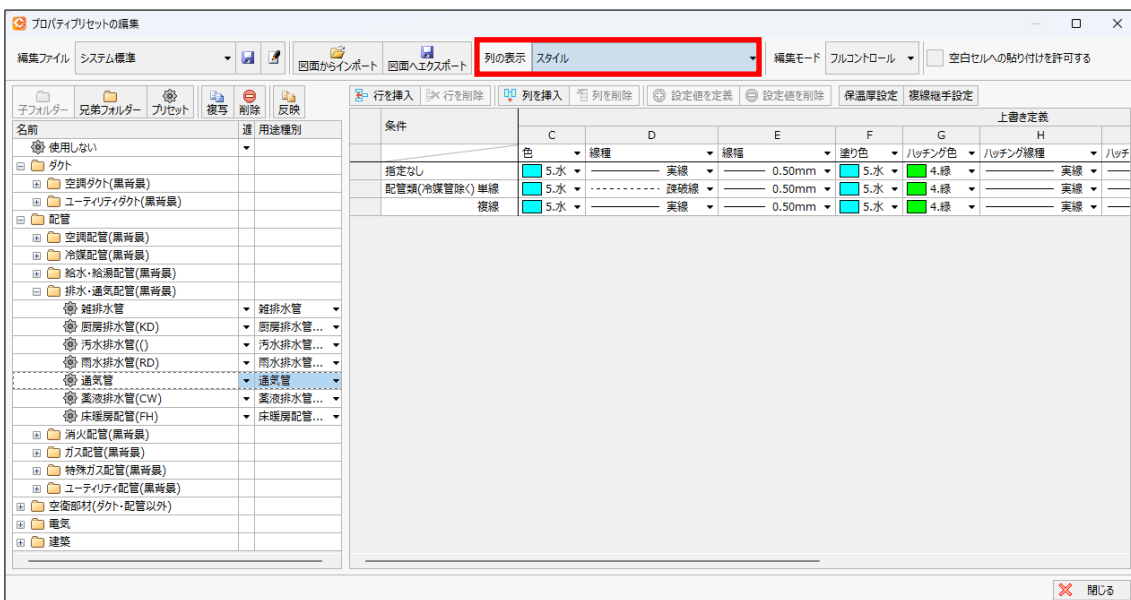 プロパティプリセットの編集
編集ファイル システム標準 図面からインポート 図面へエクスポート 列の表示 スタイル 編集モード フルコントロール 空白セルへの貼り付けを許可する
子フォルダー 兄弟フォルダー プリセット 複写 削除 反映
行を挿入 行を削除 列を挿入 列を削除 設定値を定義 設定値を削除 保温厚設定 複線継手設定
名前 用途種別
条件 上書き定義
C D E F G H
色 線種 線幅 塗り色 ハッチング色 ハッチング線種 ハッチ
指定なし 5.水 実線 0.50mm 5.水 4.緑 実線
配管類(冷媒管除く) 単線 5.水 疎破線 0.50mm 5.水 4.緑 実線
複線 5.水 実線 0.50mm 5.水 4.緑 実線
使用しない
ダクト
空調ダクト(黒背景)
ユーティリティダクト(黒背景)
配管
空調配管(黒背景)
冷媒配管(黒背景)
給水・給湯配管(黒背景)
排水・通気配管(黒背景)
雑排水管 雑排水管
厨房排水管(KD) 厨房排水管...
汚水排水管(() 汚水排水管...
雨水排水管(RD) 雨水排水管...
通気管 通気管
薬液排水管(CW) 薬液排水管...
床暖房配管(FH) 床暖房配管...
消火配管(黒背景)
ガス配管(黒背景)
特殊ガス配管(黒背景)
ユーティリティ配管(黒背景)
空衛部材(ダクト・配管以外)
電気
建築
閉じる